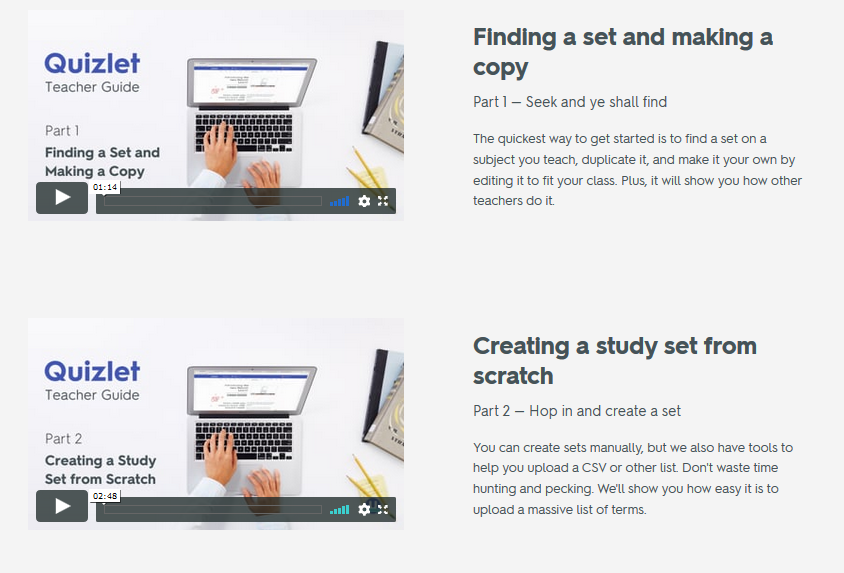 Quizlet
Teacher Guide
Part 1
Finding a Set and
Making a Copy
01:14
Finding a set and making a
copy
Part 1 – Seek and ye shall find
The quickest way to get started is to find a set on a
subject you teach, duplicate it, and make it your own by
editing it to fit your class. Plus, it will show you how other
teachers do it.
Quizlet
Teacher Guide
Part 2
Creating a Study
Set from Scratch
02:48
Creating a study set from
scratch
Part 2 – Hop in and create a set
You can create sets manually, but we also have tools to
help you upload a CSV or other list. Don't waste time
hunting and pecking. We'll show you how easy it is to
upload a massive list of terms.